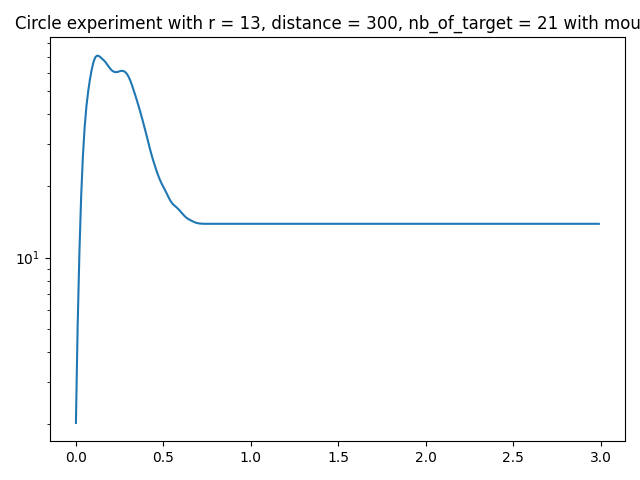 Circle experiment with r = 13, distance = 300, nb_of_target = 21 with mou
10¹
0.0 0.5 1.0 1.5 2.0 2.5 3.0